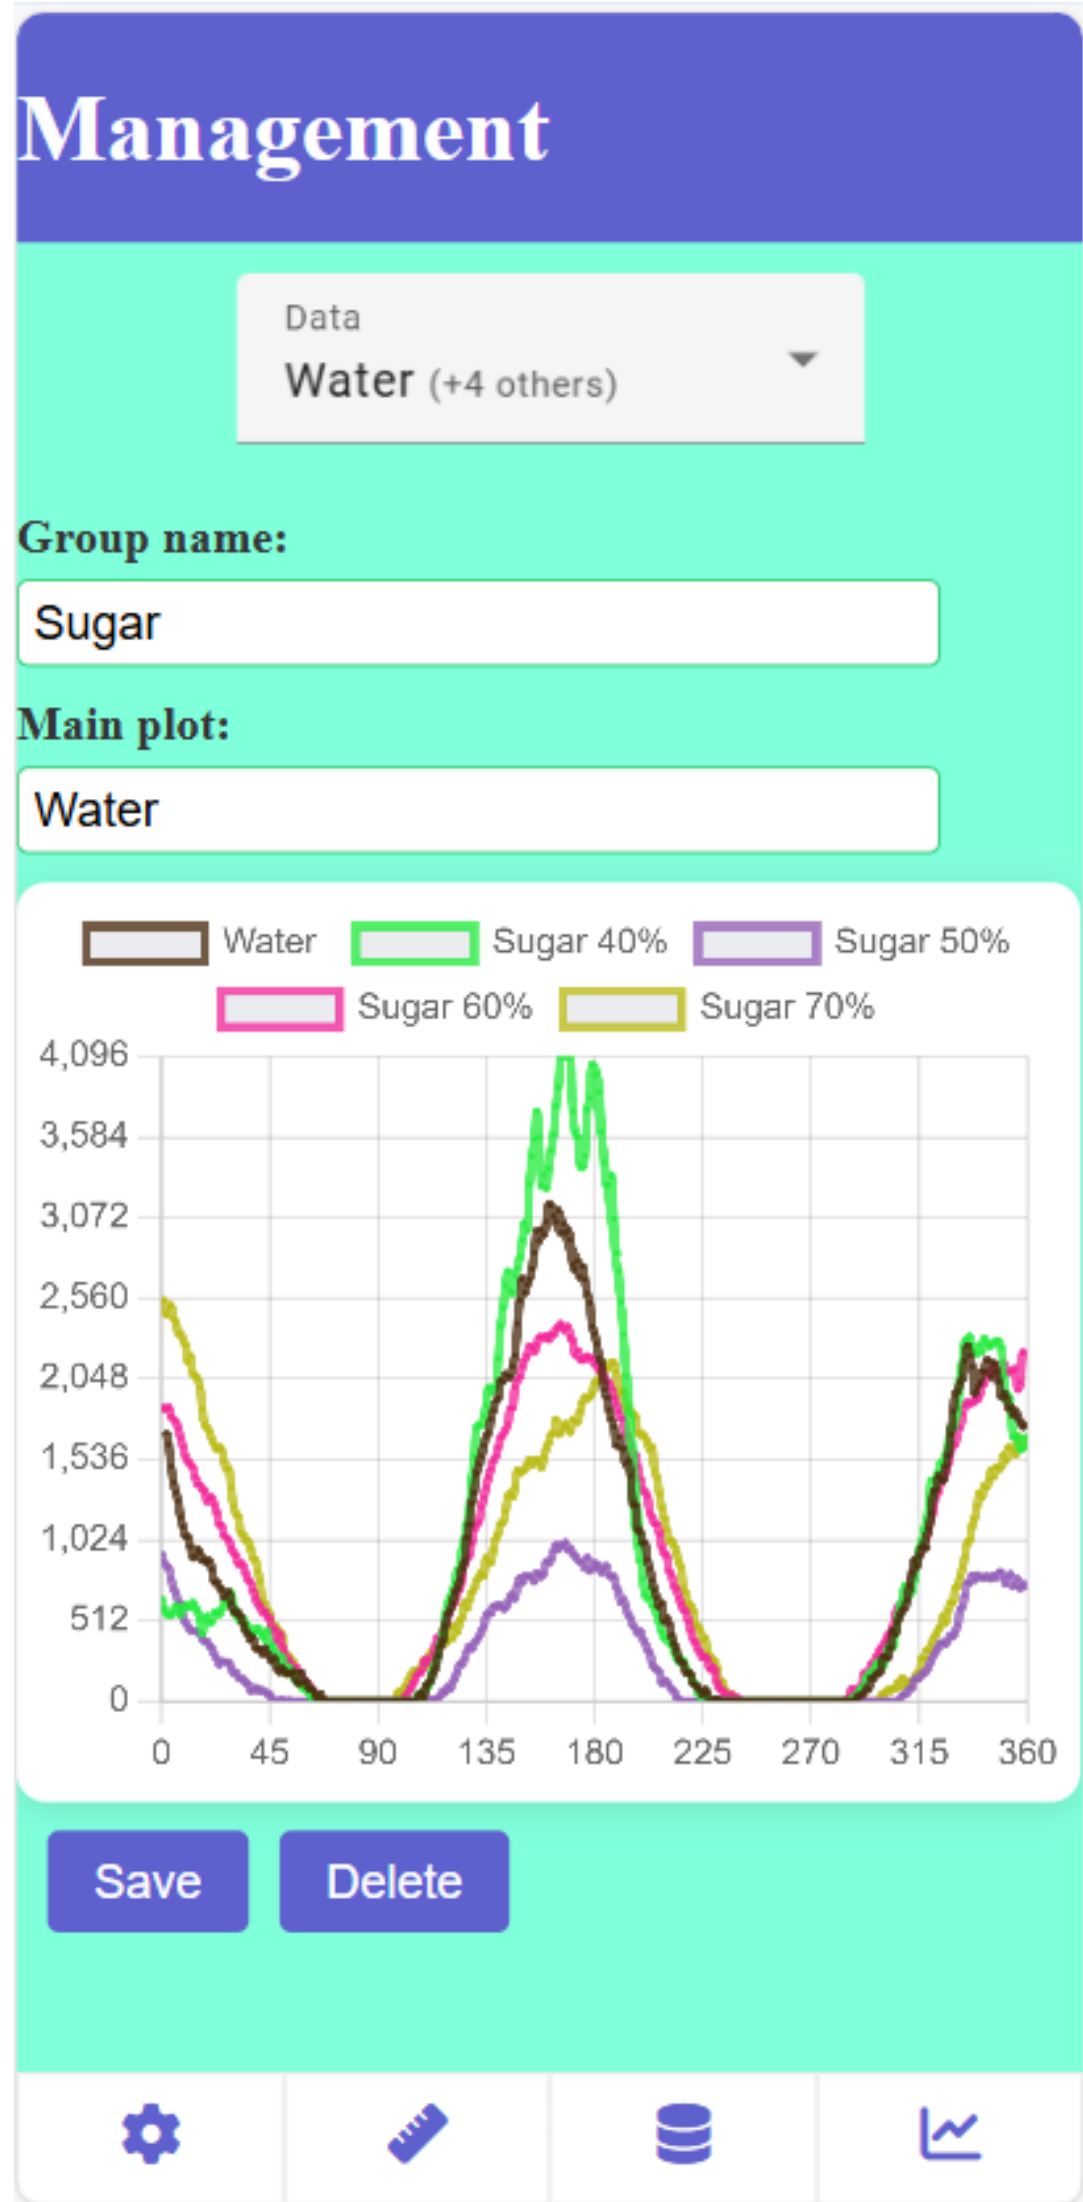 Management
Data
Water (+4 others)
Group name:
Sugar
Main plot:
Water
Water Sugar 40% Sugar 50%
Sugar 60% Sugar 70%
4,096
3,584
3,072
2,560
2,048
1,536
1,024
512
0
0 45 90 135 180 225 270 315 360
Save Delete